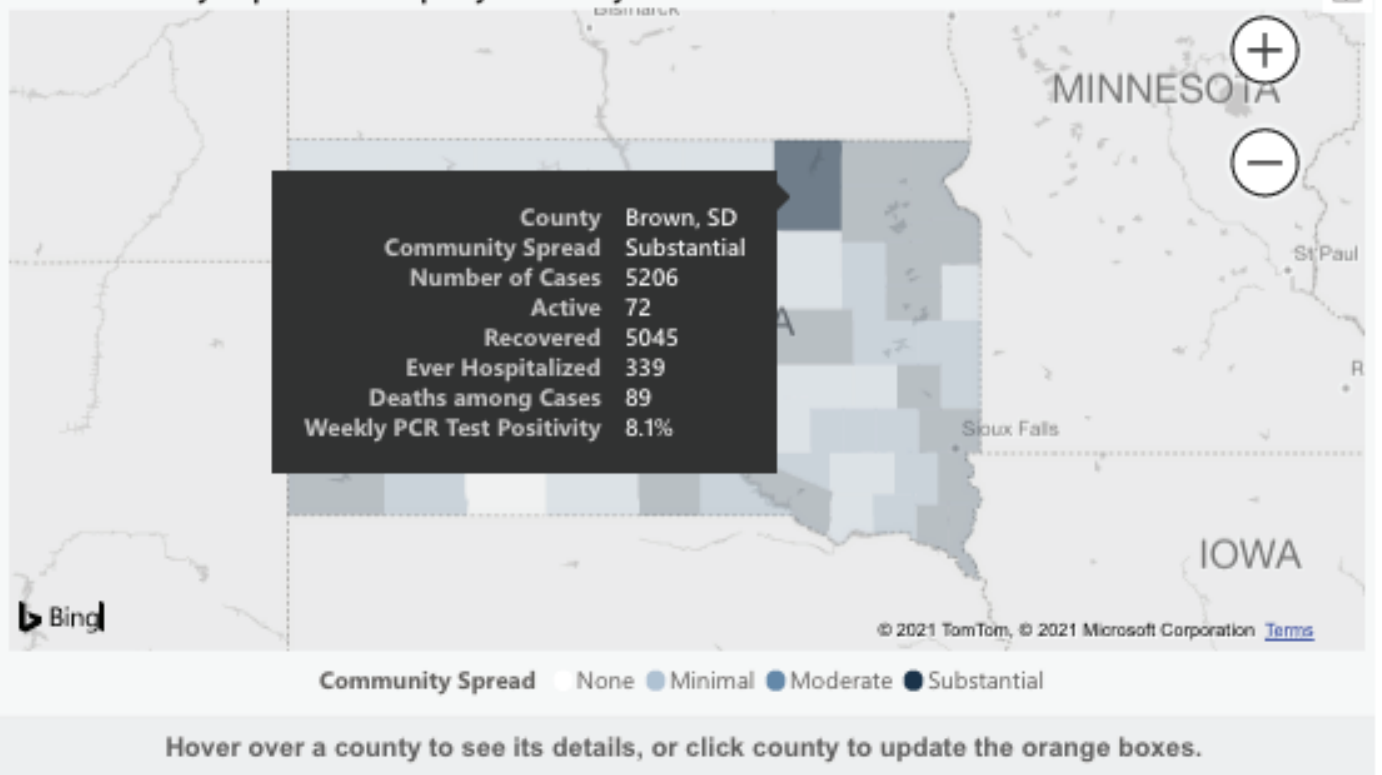 Bismarck
MINNESOTA
St Paul
County Brown, SD
Community Spread Substantial
Number of Cases 5206
Active 72
Recovered 5045
Ever Hospitalized 339
Deaths among Cases 89
Weekly PCR Test Positivity 8.1%
A
R
Sioux Falls
IOWA
Bing
© 2021 TomTom, © 2021 Microsoft Corporation Terms
Community Spread None Minimal Moderate Substantial
Hover over a county to see its details, or click county to update the orange boxes.